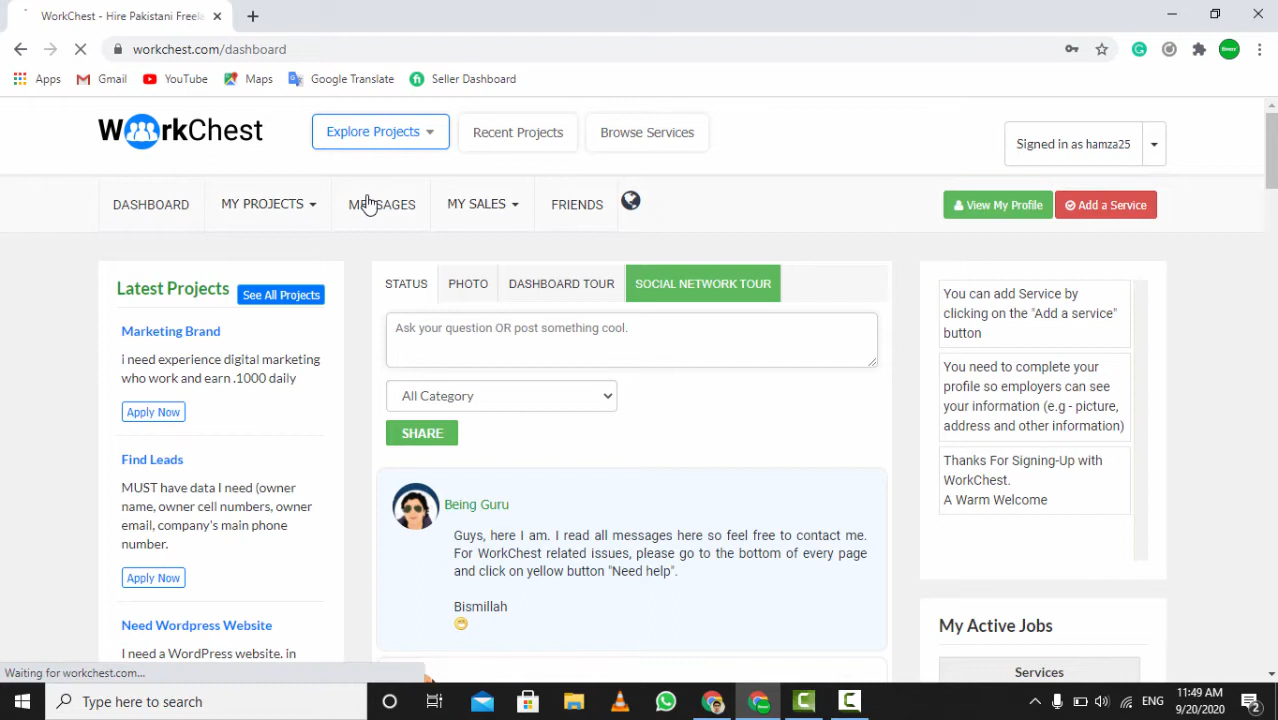 WorkChest - Hire Pakistani Freela
workchest.com/dashboard
Apps Gmail YouTube Maps Google Translate Seller Dashboard
WorkChest
Explore Projects Recent Projects Browse Services
Signed in as hamza25
DASHBOARD MY PROJECTS MESSAGES MY SALES FRIENDS
View My Profile Add a Service
Latest Projects See All Projects
Marketing Brand
i need experience digital marketing
who work and earn .1000 daily
Apply Now
Find Leads
MUST have data I need (owner
name, owner cell numbers, owner
email, company's main phone
number.
Apply Now
Need Wordpress Website
I need a WordPress website. in
STATUS PHOTO DASHBOARD TOUR SOCIAL NETWORK TOUR
Ask your question OR post something cool.
All Category
SHARE
Being Guru
Guys, here I am. I read all messages here so feel free to contact me.
For WorkChest related issues, please go to the bottom of every page
and click on yellow button "Need help".
Bismillah
You can add Service by
clicking on the "Add a service"
button
You need to complete your
profile so employers can see
your information (e.g - picture,
address and other information)
Thanks For Signing-Up with
WorkChest.
A Warm Welcome
My Active Jobs
Services
Waiting for workchest.com...
Type here to search
ENG
11:49 AM
9/20/2020
2